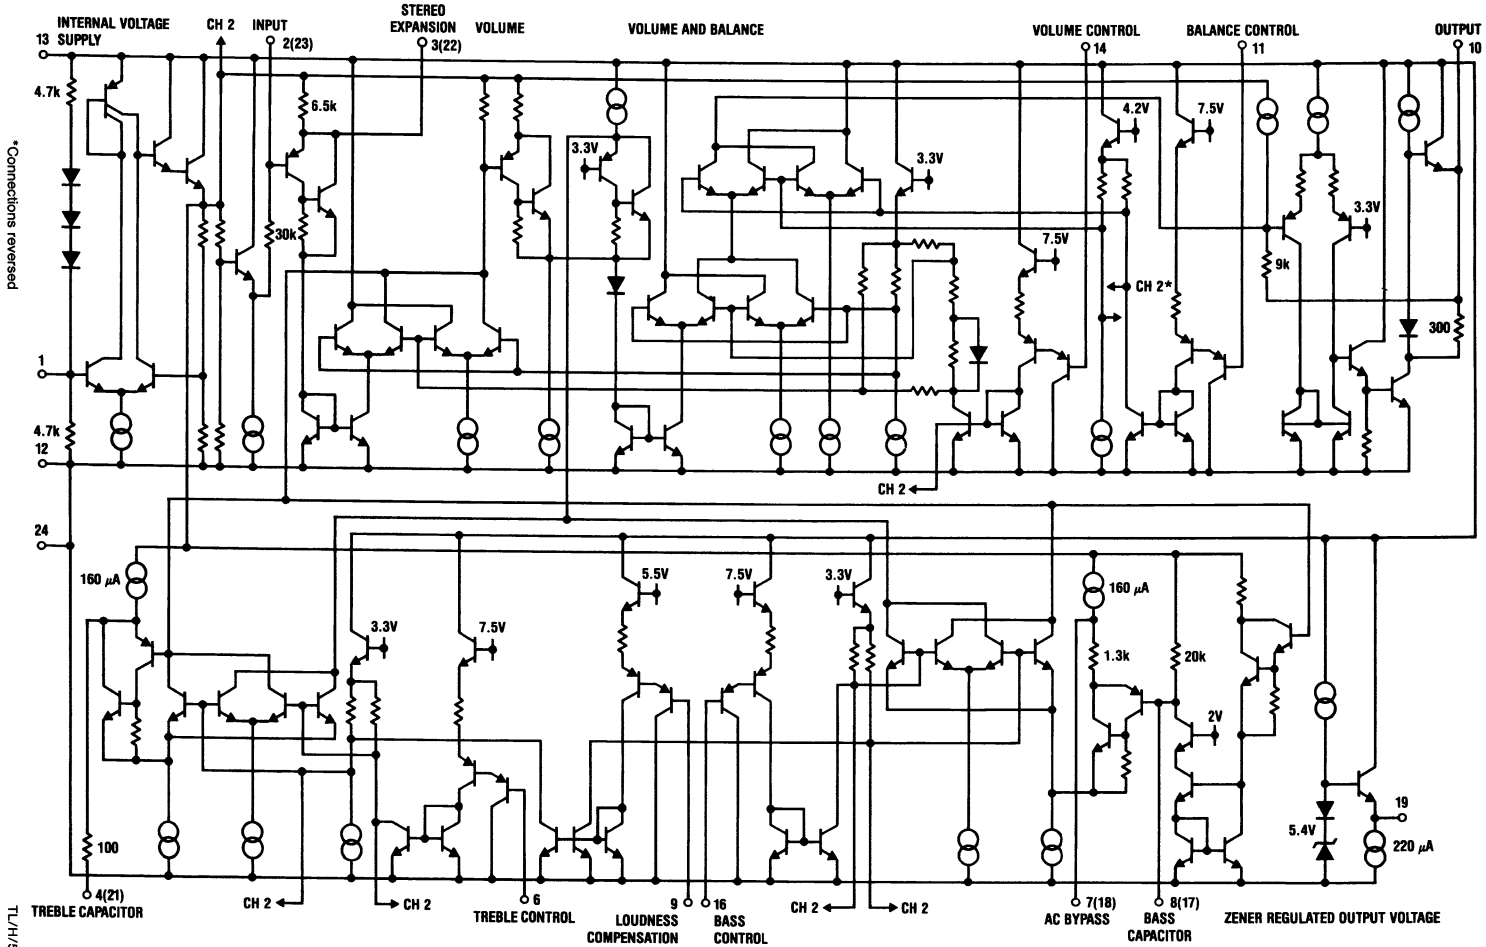 STEREO
EXPANSION
3(22)
INTERNAL VOLTAGE
SUPPLY
CH 2
INPUT
2(23)
VOLUME
VOLUME AND BALANCE
VOLUME CONTROL
14
BALANCE CONTROL
11
OUTPUT
10
13
4.7k
6.5k
4.2V
7.5V
3.3V
3.3V
3.3V
30k
7.5V
9k
CH 2*
300
1
4.7k
12
CH 2
24
160 μA
5.5V
7.5V
3.3V
160 μA
3.3V
7.5V
1.3k
20k
2V
100
5.4V
19
220 μA
4(21)
TREBLE CAPACITOR
CH 2
CH 2
6
TREBLE CONTROL
9
LOUDNESS
COMPENSATION
16
BASS
CONTROL
CH 2
CH 2
7(18)
AC BYPASS
8(17)
BASS
CAPACITOR
ZENER REGULATED OUTPUT VOLTAGE
*Connections reversed